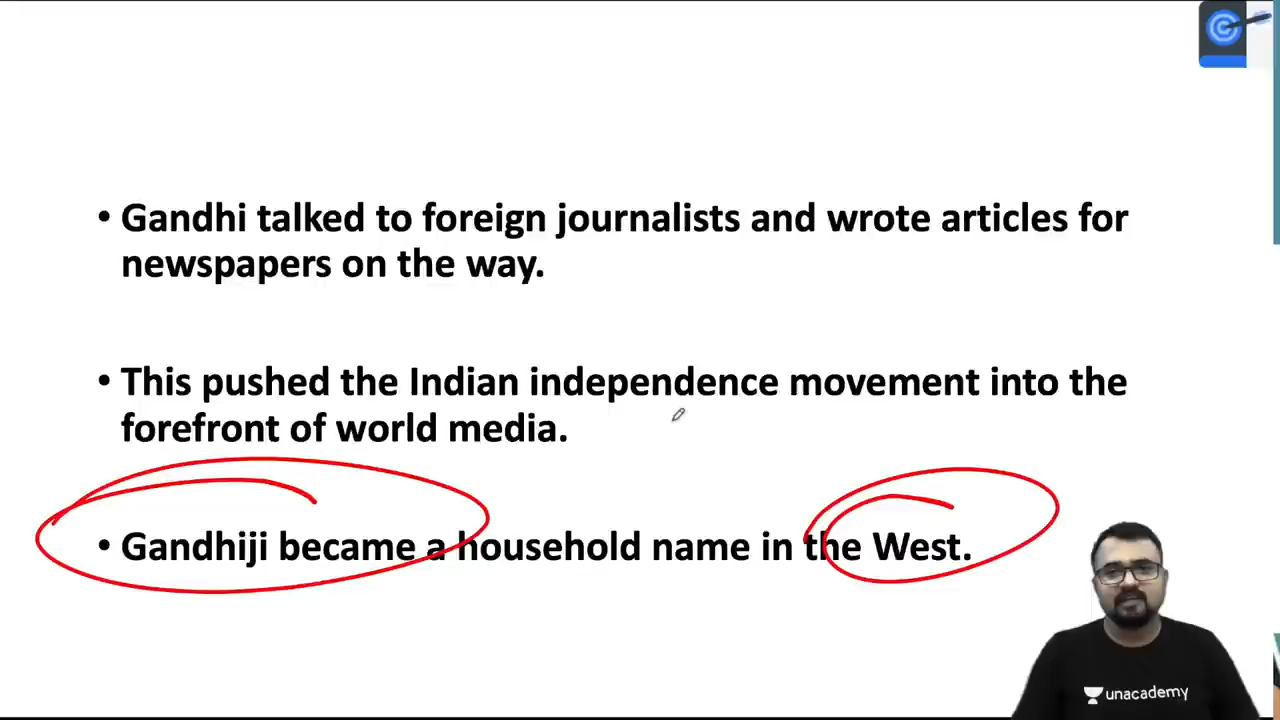 • Gandhi talked to foreign journalists and wrote articles for
newspapers on the way.
• This pushed the Indian independence movement into the
forefront of world media.
• Gandhiji became a household name in the West.
unacademy